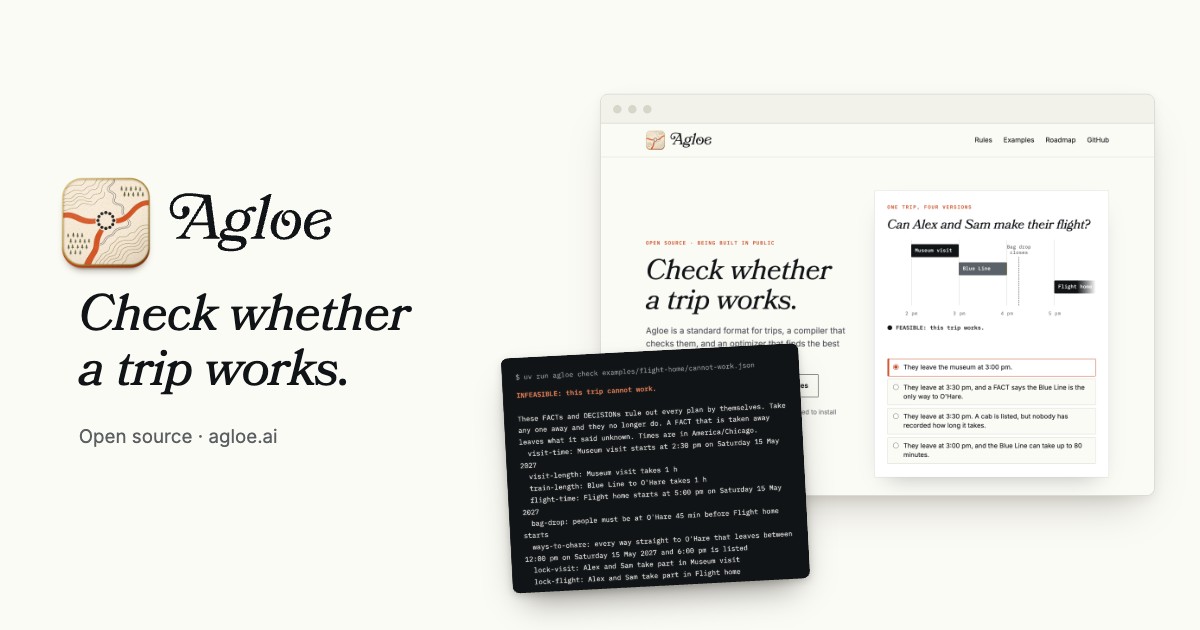 Agloe
Check whether
a trip works.
Open source · agloe.ai
Agloe
Rules Examples Roadmap GitHub
OPEN SOURCE · BEING BUILT IN PUBLIC
Check whether
a trip works.
Agloe is a standard format for trips, a compiler that
checks them, and an optimizer that finds the best
to install
ONE TRIP, FOUR VERSIONS
Can Alex and Sam make their flight?
Museum visit
Bag drop
closes
Blue Line
Flight home
2 pm 3 pm 4 pm 5 pm
FEASIBLE: this trip works.
They leave the museum at 3:00 pm.
They leave at 3:30 pm, and a FACT says the Blue Line is the
only way to O'Hare.
They leave at 3:30 pm. A cab is listed, but nobody has
recorded how long it takes.
They leave at 3:00 pm, and the Blue Line can take up to 80
minutes.
$ uv run agloe check examples/flight-home/cannot-work.json
INFEASIBLE: this trip cannot work.
These FACTs and DECISIONs rule out every plan by themselves. Take
any one away and they no longer do. A FACT that is taken away
leaves what it said unknown. Times are in America/Chicago.
visit-time: Museum visit starts at 2:30 pm on Saturday 15 May
2027
visit-length: Museum visit takes 1 h
train-length: Blue Line to O'Hare takes 1 h
flight-time: Flight home starts at 5:00 pm on Saturday 15 May
2027
bag-drop: people must be at O'Hare 45 min before Flight home
starts
ways-to-ohare: every way straight to O'Hare that leaves between
12:00 pm on Saturday 15 May 2027 and 6:00 pm is listed
lock-visit: Alex and Sam take part in Museum visit
lock-flight: Alex and Sam take part in Flight home